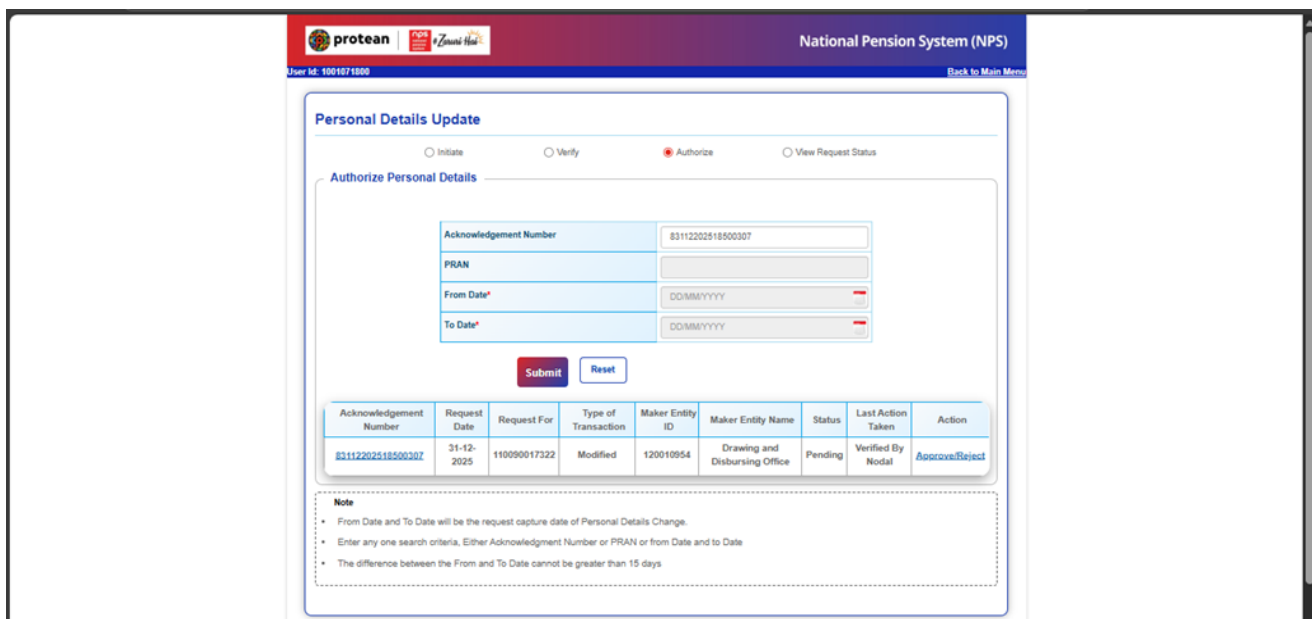 protean
nps
#Zaruri Hai
National Pension System (NPS)
User Id: 1001071800
Back to Main Menu
Personal Details Update
Initiate
Verify
Authorize
View Request Status
Authorize Personal Details
Acknowledgement Number
83112202518500307
PRAN
From Date*
DD/MM/YYYY
To Date*
DD/MM/YYYY
Submit
Reset
Acknowledgement Number
Request Date
Request For
Type of Transaction
Maker Entity ID
Maker Entity Name
Status
Last Action Taken
Action
83112202518500307
31-12-2025
110090017322
Modified
120010954
Drawing and Disbursing Office
Pending
Verified By Nodal
Approve/Reject
Note
• From Date and To Date will be the request capture date of Personal Details Change.
• Enter any one search criteria, Either Acknowledgment Number or PRAN or from Date and to Date
• The difference between the From and To Date cannot be greater than 15 days